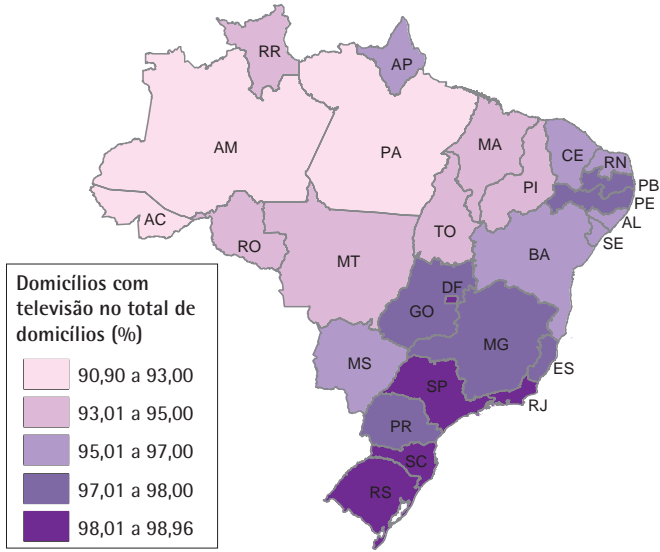 RR
AP
AM
PA
MA
CE
RN
PB
PI
PE
AC
AL
TO
SE
RO
BA
MT
DF
GO
MG
ES
MS
SP
RJ
PR
SC
RS
Domicílios com
televisão no total de
domicílios (%)
90,90 a 93,00
93,01 a 95,00
95,01 a 97,00
97,01 a 98,00
98,01 a 98,96